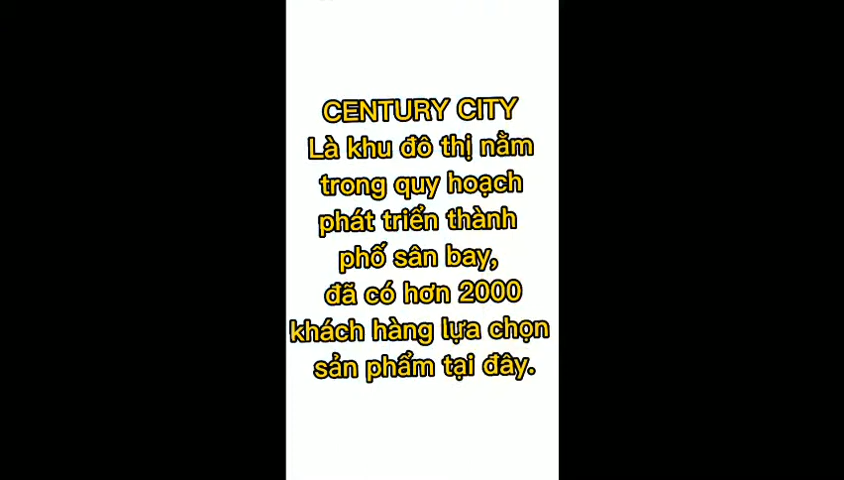 CENTURY CITY
Là khu đô thị nằm
trong quy hoạch
phát triển thành
phố sân bay,
đã có hơn 2000
khách hàng lựa chọn
sản phẩm tại đây.